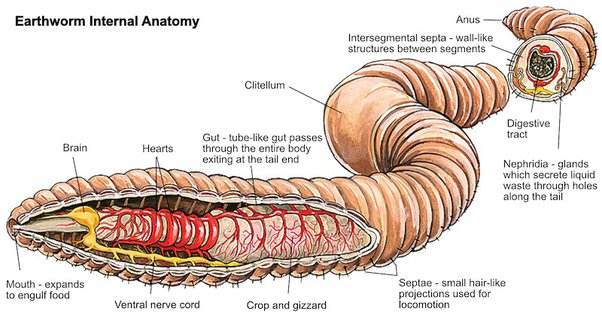 Earthworm Internal Anatomy
Anus
Intersegmental septa - wall-like
structures between segments
Clitellum
Digestive
tract
Gut - tube-like gut passes
through the entire body
exiting at the tail end
Brain
Hearts
Nephridia - glands
which secrete liquid
waste through holes
along the tail
Mouth - expands
to engulf food
Ventral nerve cord
Crop and gizzard
Septae - small hair-like
projections used for
locomotion